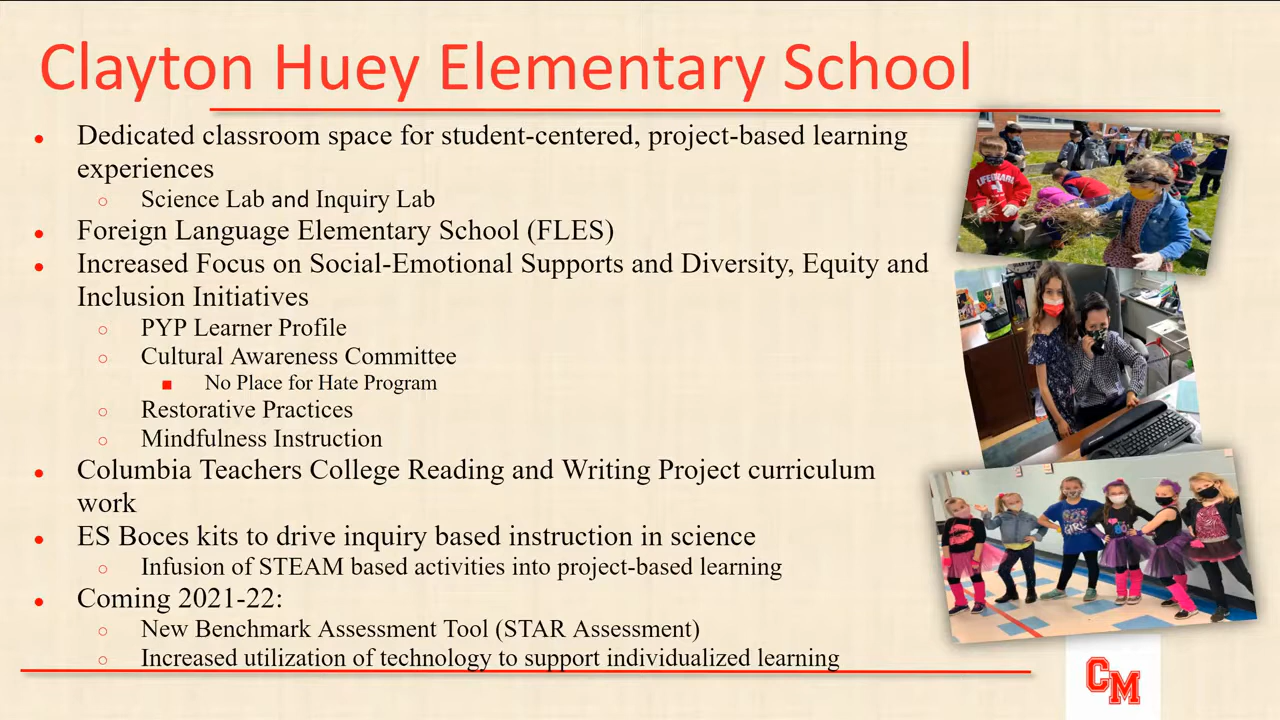 Clayton Huey Elementary School
• Dedicated classroom space for student-centered, project-based learning
experiences
○ Science Lab and Inquiry Lab
• Foreign Language Elementary School (FLES)
• Increased Focus on Social-Emotional Supports and Diversity, Equity and
Inclusion Initiatives
○ PYP Learner Profile
○ Cultural Awareness Committee
■ No Place for Hate Program
○ Restorative Practices
○ Mindfulness Instruction
• Columbia Teachers College Reading and Writing Project curriculum
work
• ES Boces kits to drive inquiry based instruction in science
○ Infusion of STEAM based activities into project-based learning
• Coming 2021-22:
○ New Benchmark Assessment Tool (STAR Assessment)
○ Increased utilization of technology to support individualized learning
CM